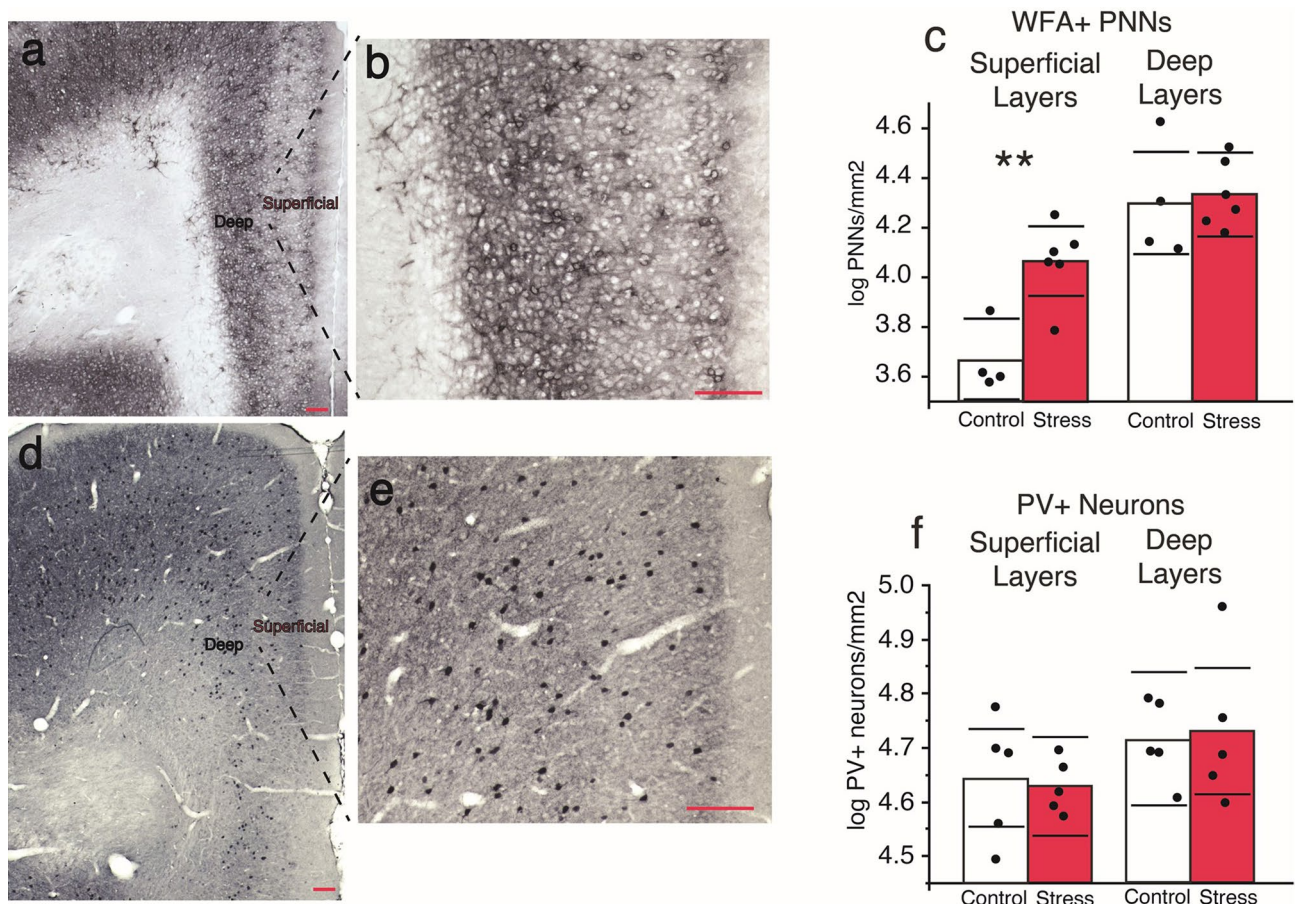 a
Deep
Superficial
b
c
WFA+ PNNs
Superficial
Layers
Deep
Layers
log PNNs/mm2
4.6
4.4
4.2
4.0
3.8
3.6
**
Control
Stress
Control
Stress
d
Deep
Superficial
e
f
PV+ Neurons
Superficial
Layers
Deep
Layers
log PV+ neurons/mm2
5.0
4.9
4.8
4.7
4.6
4.5
Control
Stress
Control
Stress